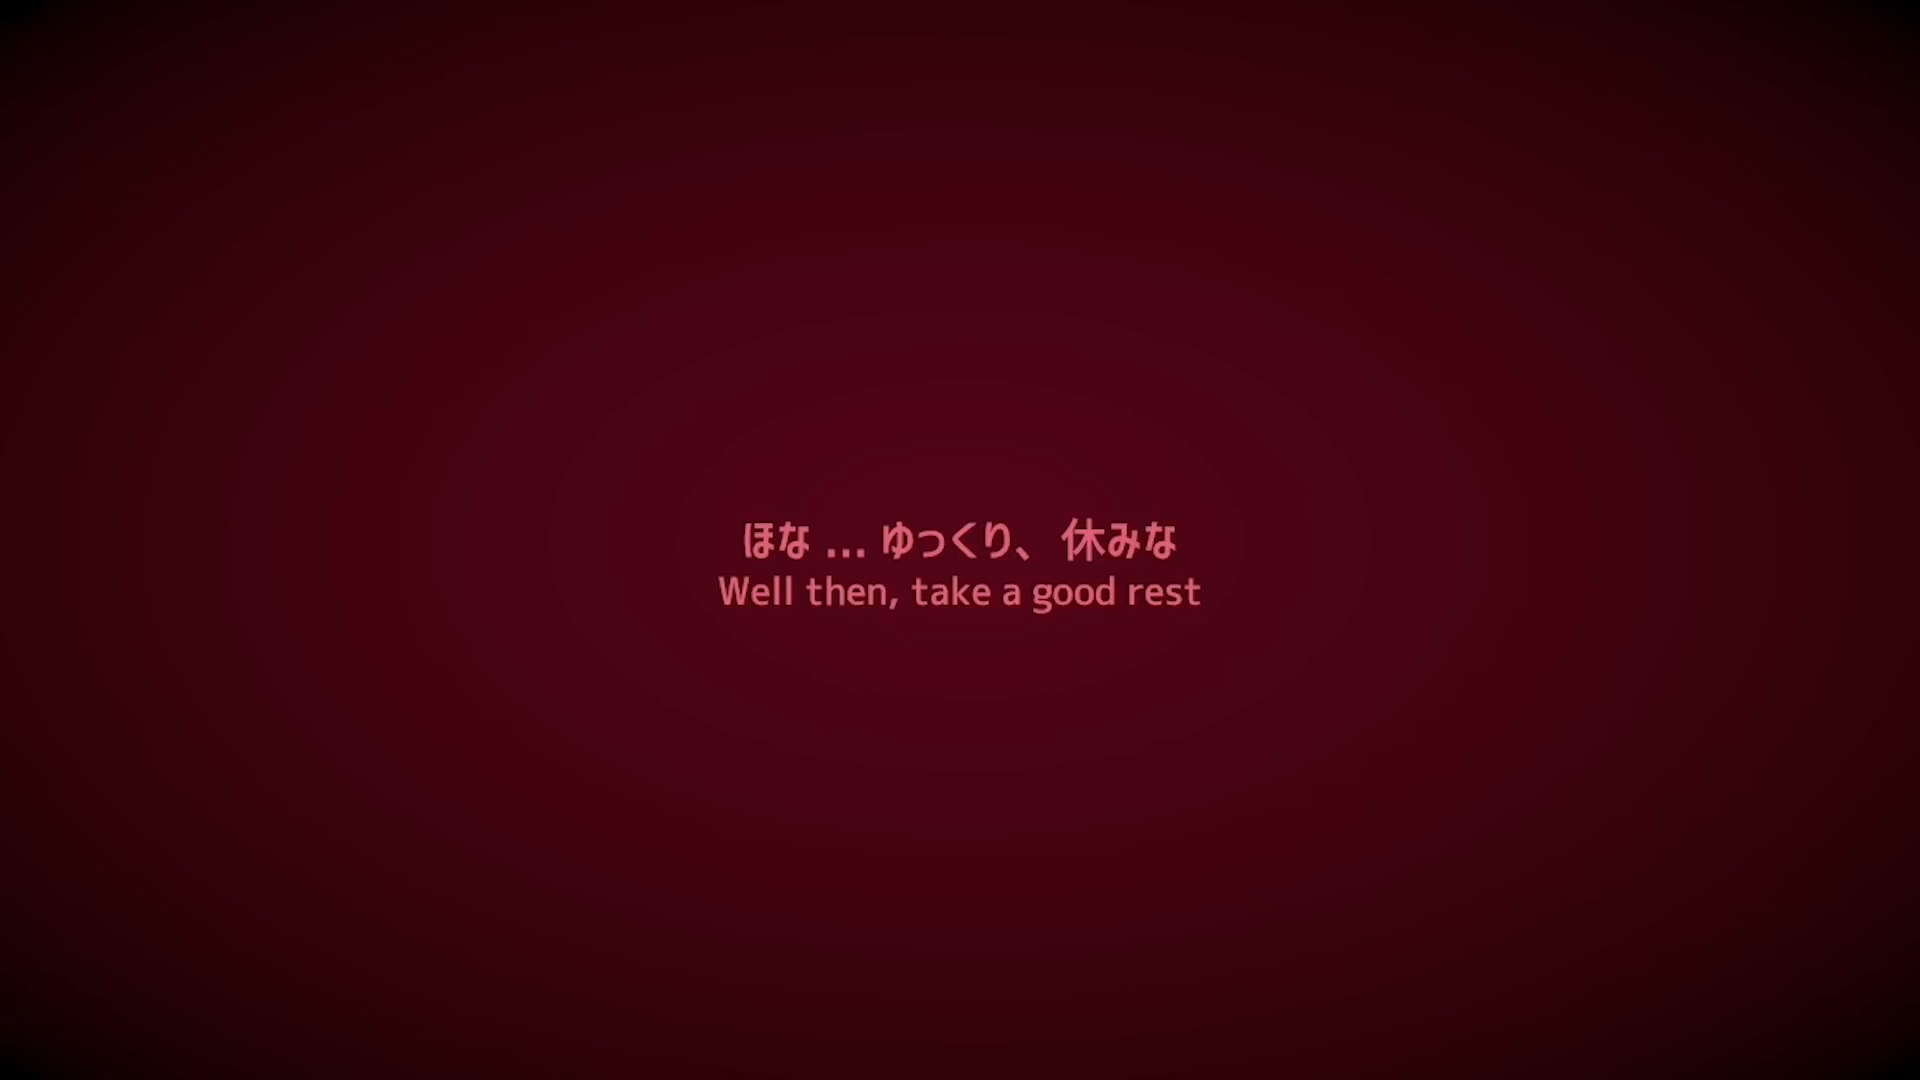 ほな ... ゆっくり、 休みな
Well then, take a good rest